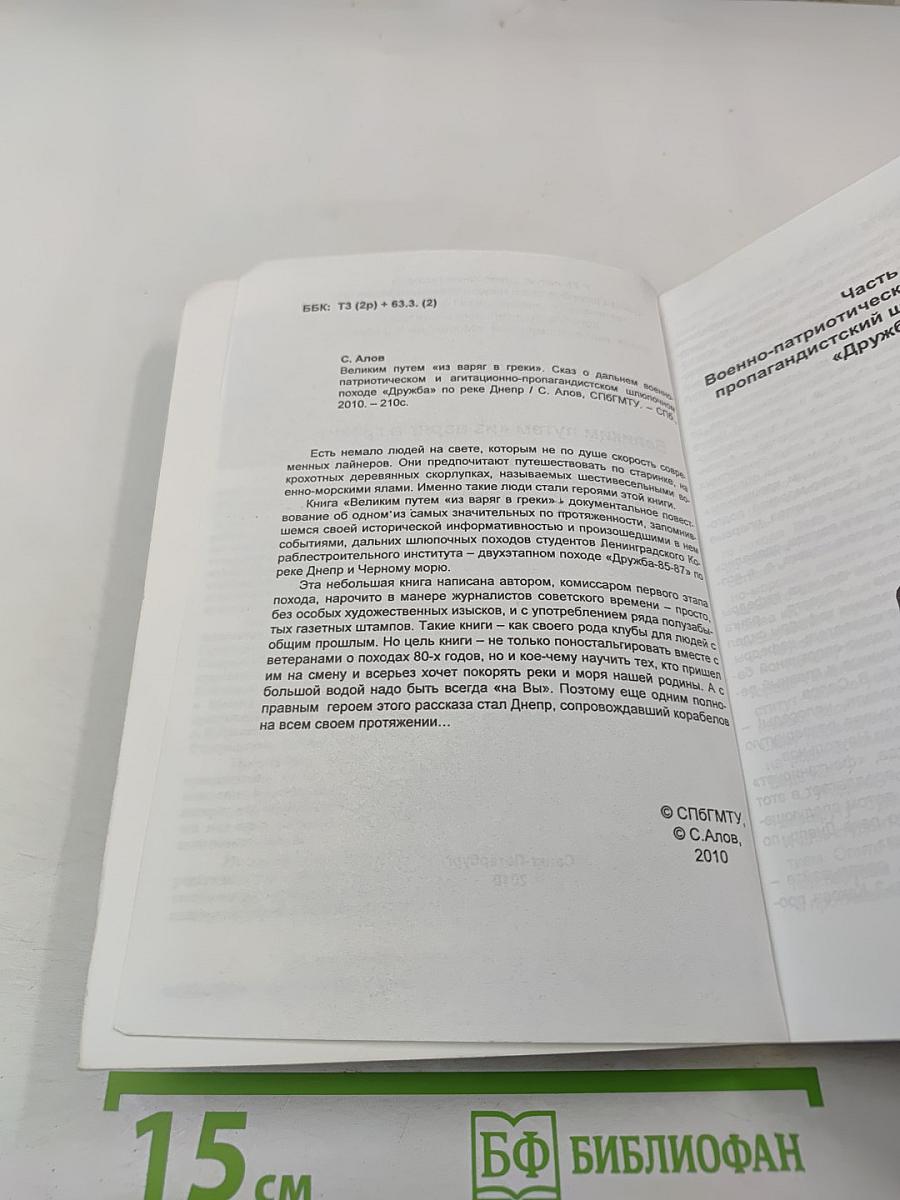 ББК: Т3 (2р) + 63.3. (2)
С. Алов
Великим путем «из варяг в греки». Сказ о дальнем военно-
патриотическом и агитационно-пропагандистском шлюпочном
походе «Дружба» по реке Днепр / С. Алов, СПбГМТУ. – СПб,
2010. – 210с.
Есть немало людей на свете, которым не по душе скорость совре-
менных лайнеров. Они предпочитают путешествовать по старинке, на
крохотных деревянных скорлупках, называемых шестивесельными во-
енно-морскими ялами. Именно такие люди стали героями этой книги.
Книга «Великим путем «из варяг в греки» – документальное повест-
вование об одном из самых значительных по протяженности, запомнив-
шемся своей исторической информативностью и произошедшими в нем
событиями, дальних шлюпочных походов студентов Ленинградского Ко-
раблестроительного института – двухэтапном походе «Дружба-85-87» по
реке Днепр и Черному морю.
Эта небольшая книга написана автором, комиссаром первого этапа
похода, нарочито в манере журналистов советского времени – просто,
без особых художественных изысков, и с употреблением ряда полузабы-
тых газетных штампов. Такие книги – как своего рода клубы для людей с
общим прошлым. Но цель книги – не только поностальгировать вместе с
ветеранами о походах 80-х годов, но и кое-чему научить тех, кто пришел
им на смену и всерьез хочет покорять реки и моря нашей родины. А с
большой водой надо быть всегда «на Вы». Поэтому еще одним полно-
правным героем этого рассказа стал Днепр, сопровождавший корабелов
на всем своем протяжении…
© СПбГМТУ,
© С.Алов,
2010
Часть
Военно-патриотическ
пропагандистский ш
«Дружб
15 см
БФ БИБЛИОФАН